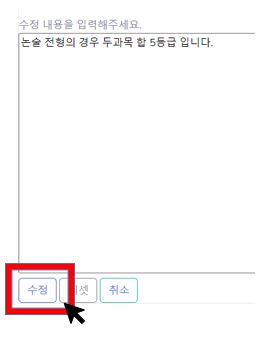 수정 내용을 입력해주세요.
논술 전형의 경우 두과목 합 5등급 입니다.
수정 셋 취소